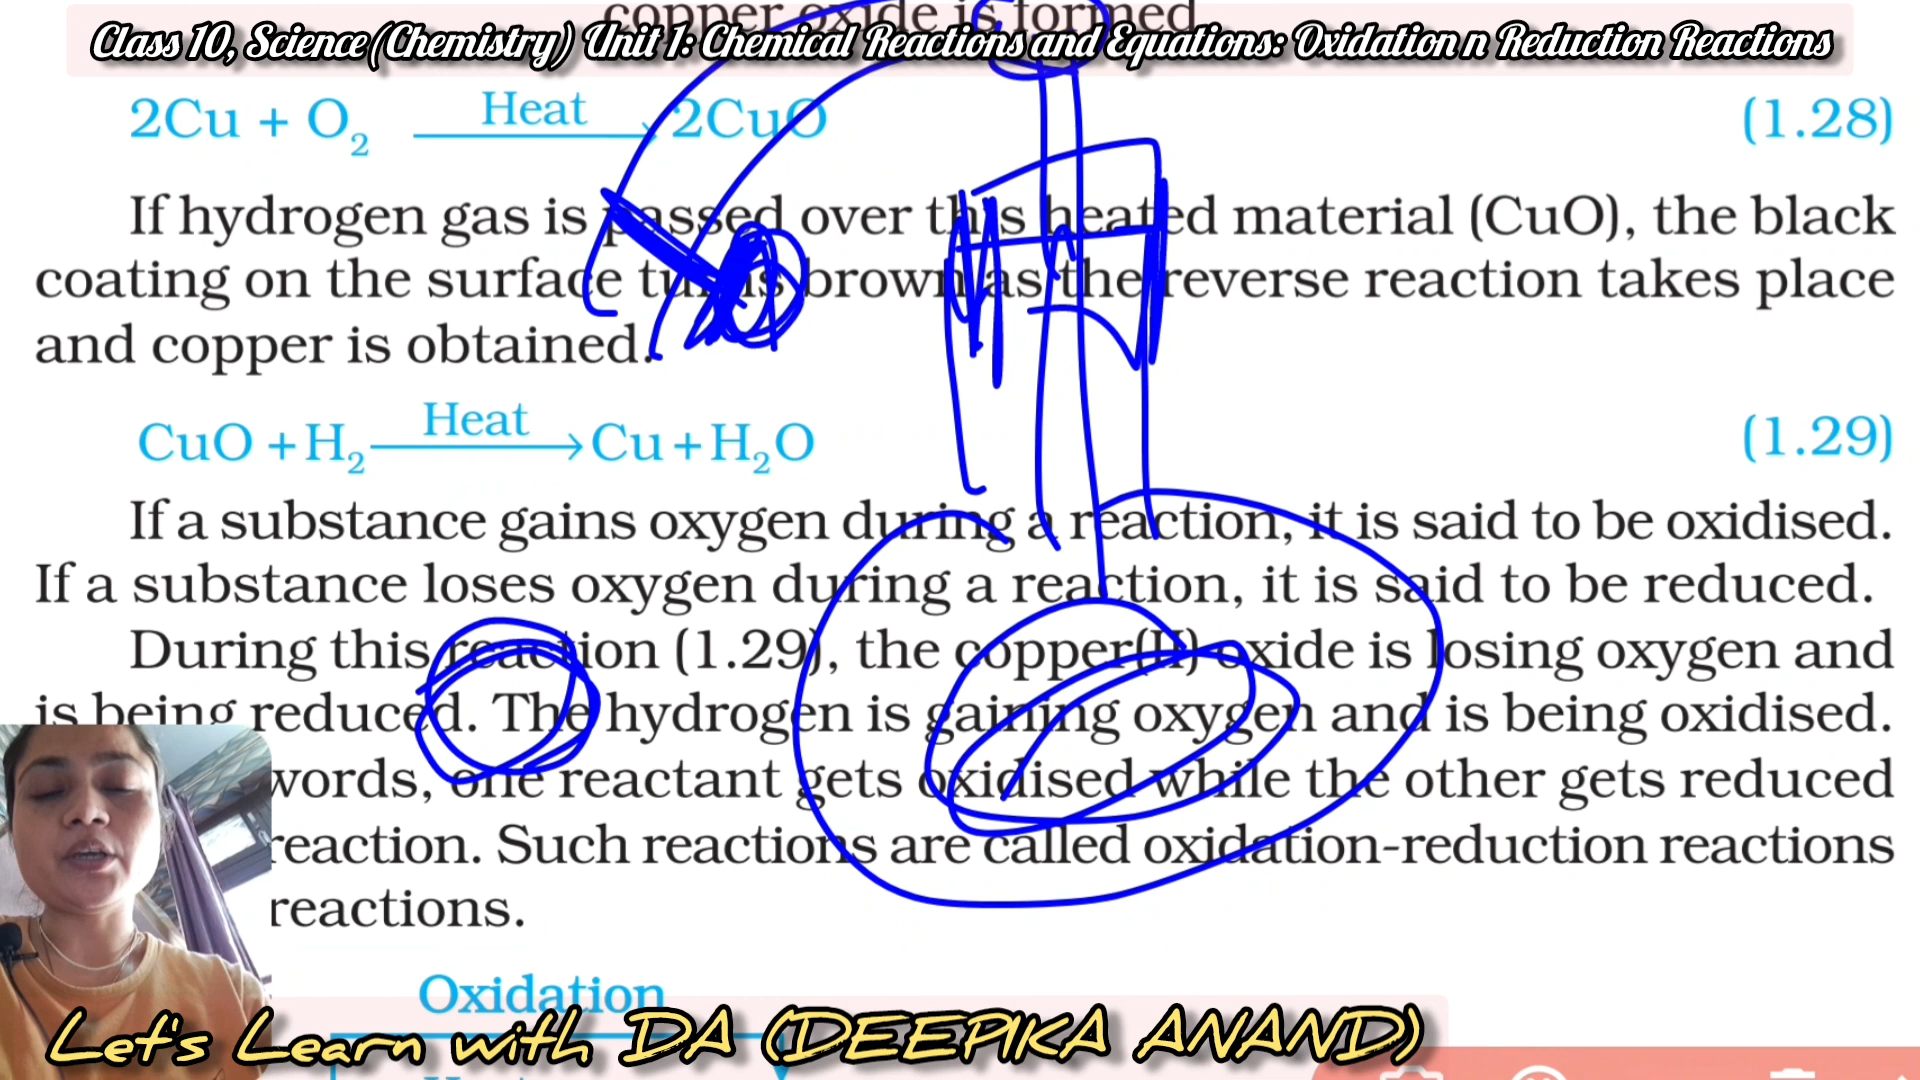 copper oxide is formed
Class 10, Science(Chemistry) Unit 1: Chemical Reactions and Equations: Oxidation n Reduction Reactions
2Cu + O2 Heat 2CuO (1.28)
If hydrogen gas is passed over this heated material (CuO), the black
coating on the surface turns brown as the reverse reaction takes place
and copper is obtained.
CuO + H2 Heat Cu + H2O (1.29)
If a substance gains oxygen during a reaction, it is said to be oxidised.
If a substance loses oxygen during a reaction, it is said to be reduced.
During this reaction (1.29), the copper(II) oxide is losing oxygen and
is being reduced. The hydrogen is gaining oxygen and is being oxidised.
words, one reactant gets oxidised while the other gets reduced
reaction. Such reactions are called oxidation-reduction reactions
reactions.
Oxidation
Let's Learn with DA (DEEPIKA ANAND)